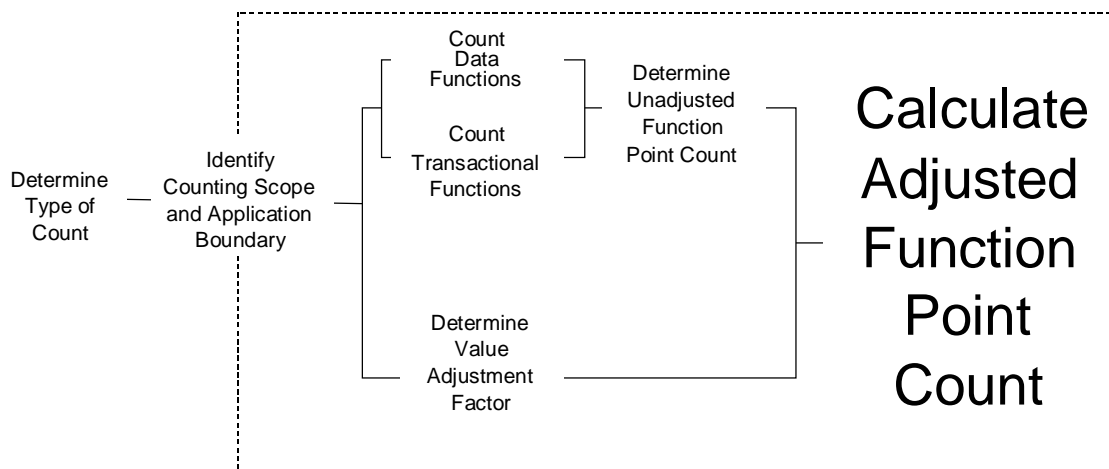 Determine
Type of
Count
Identify
Counting Scope
and Application
Boundary
Count
Data
Functions
Count
Transactional
Functions
Determine
Unadjusted
Function
Point Count
Determine
Value
Adjustment
Factor
Calculate
Adjusted
Function
Point
Count